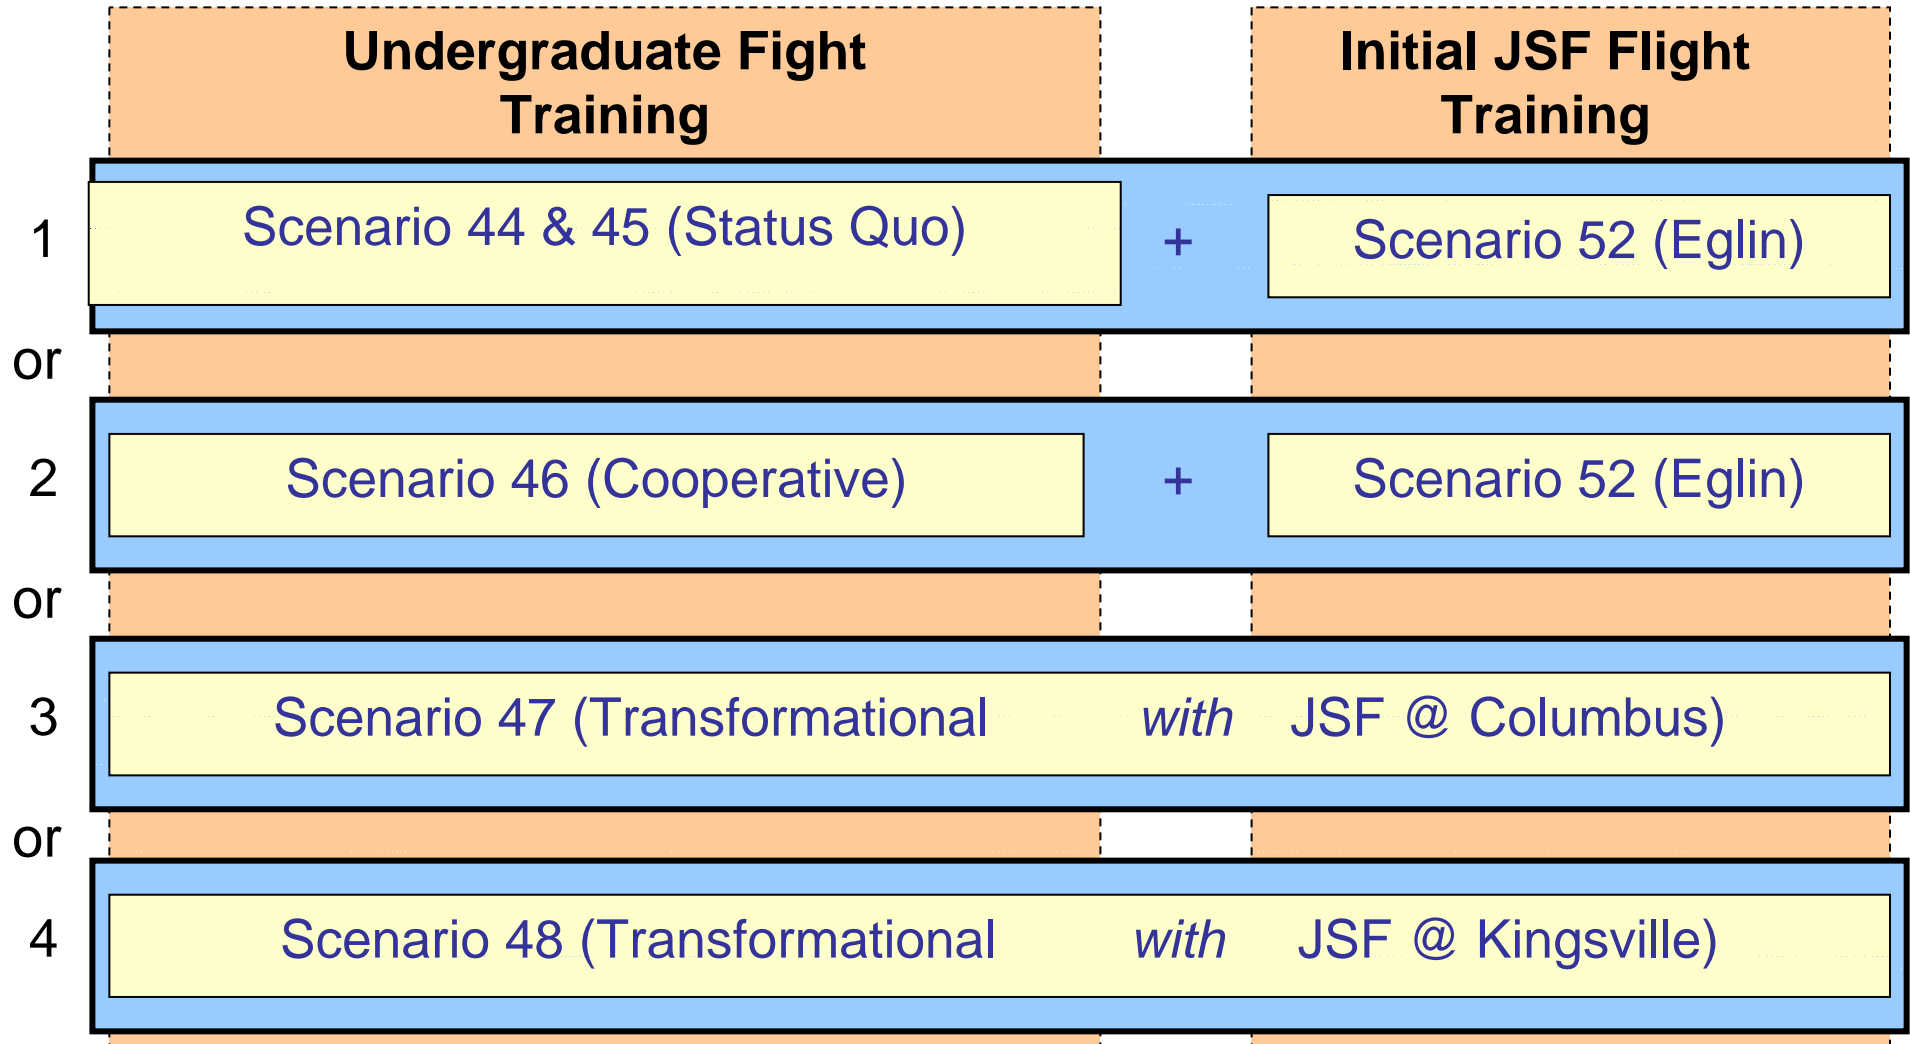 Undergraduate Fight
Training
Initial JSF Flight
Training
1
Scenario 44 & 45 (Status Quo)
+
Scenario 52 (Eglin)
or
2
Scenario 46 (Cooperative)
+
Scenario 52 (Eglin)
or
3
Scenario 47 (Transformational with JSF @ Columbus)
or
4
Scenario 48 (Transformational with JSF @ Kingsville)